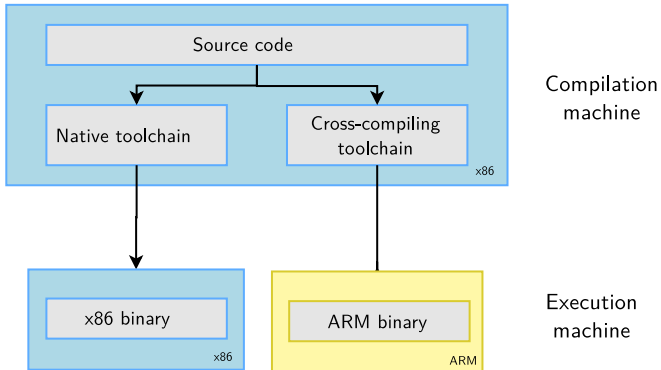 Source code
Native toolchain
Cross-compiling
toolchain
x86
Compilation
machine
x86 binary
x86
ARM binary
ARM
Execution
machine